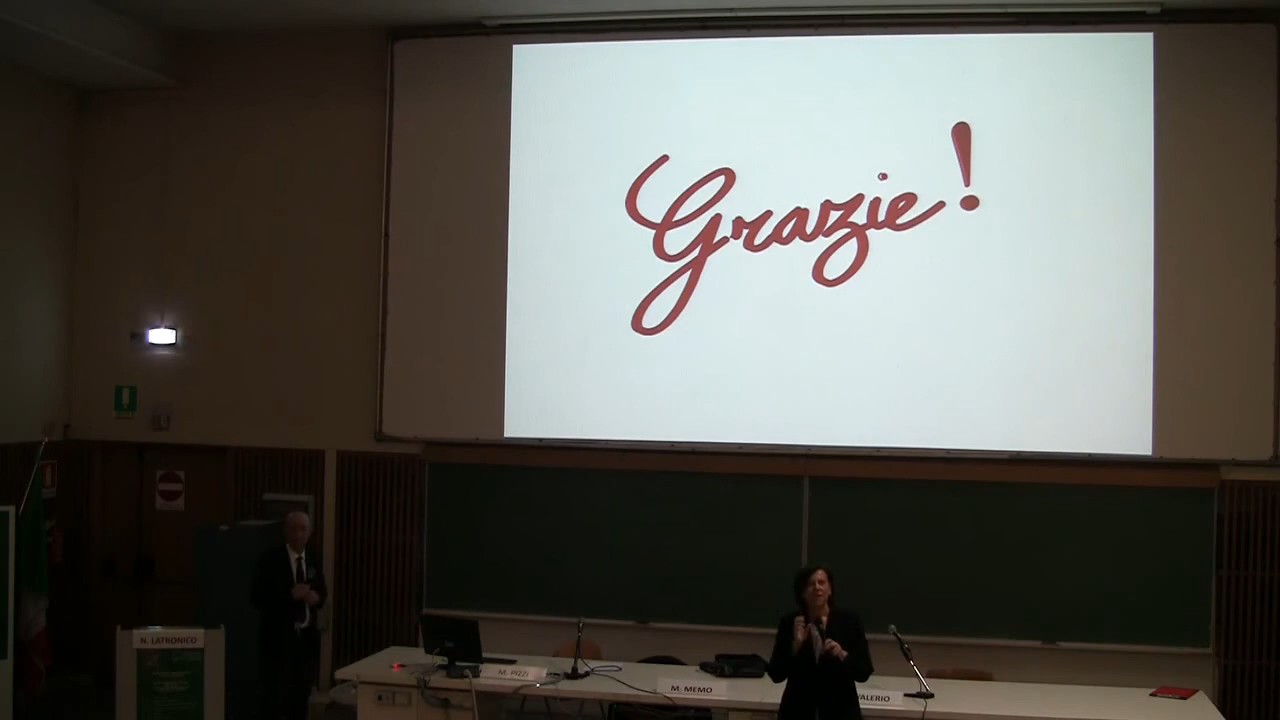 Grazie!
N. LATRONICO
M. PIZZI
M. MEMO
VALERIO